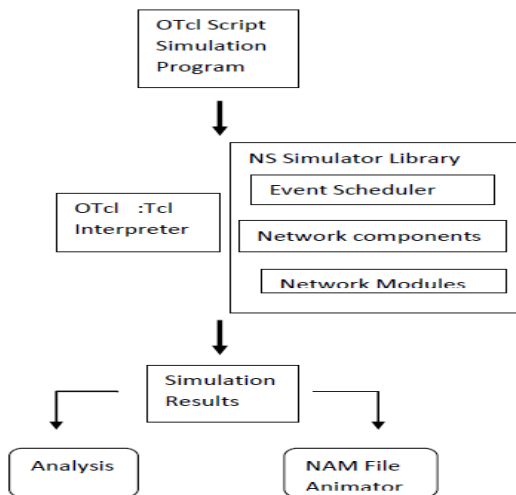 OTcl Script
Simulation
Program
NS Simulator Library
Event Scheduler
OTcl :Tcl
Interpreter
Network components
Network Modules
Simulation
Results
Analysis
NAM File
Animator